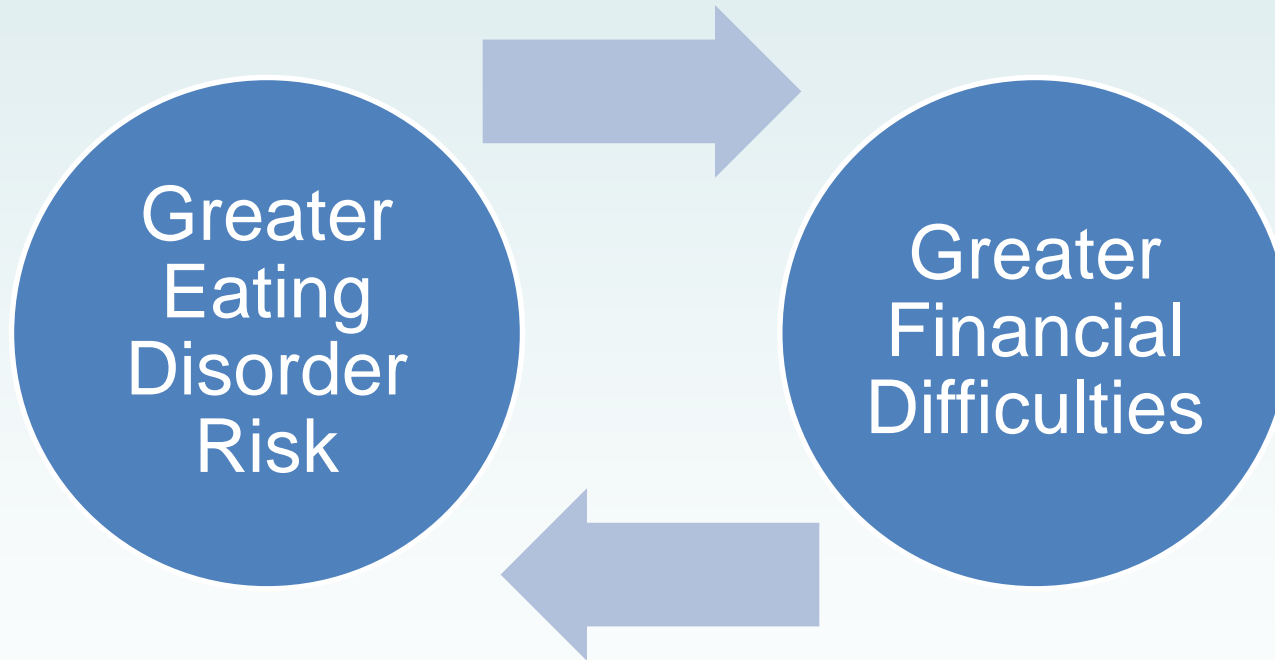 Greater
Eating
Disorder
Risk
Greater
Financial
Difficulties